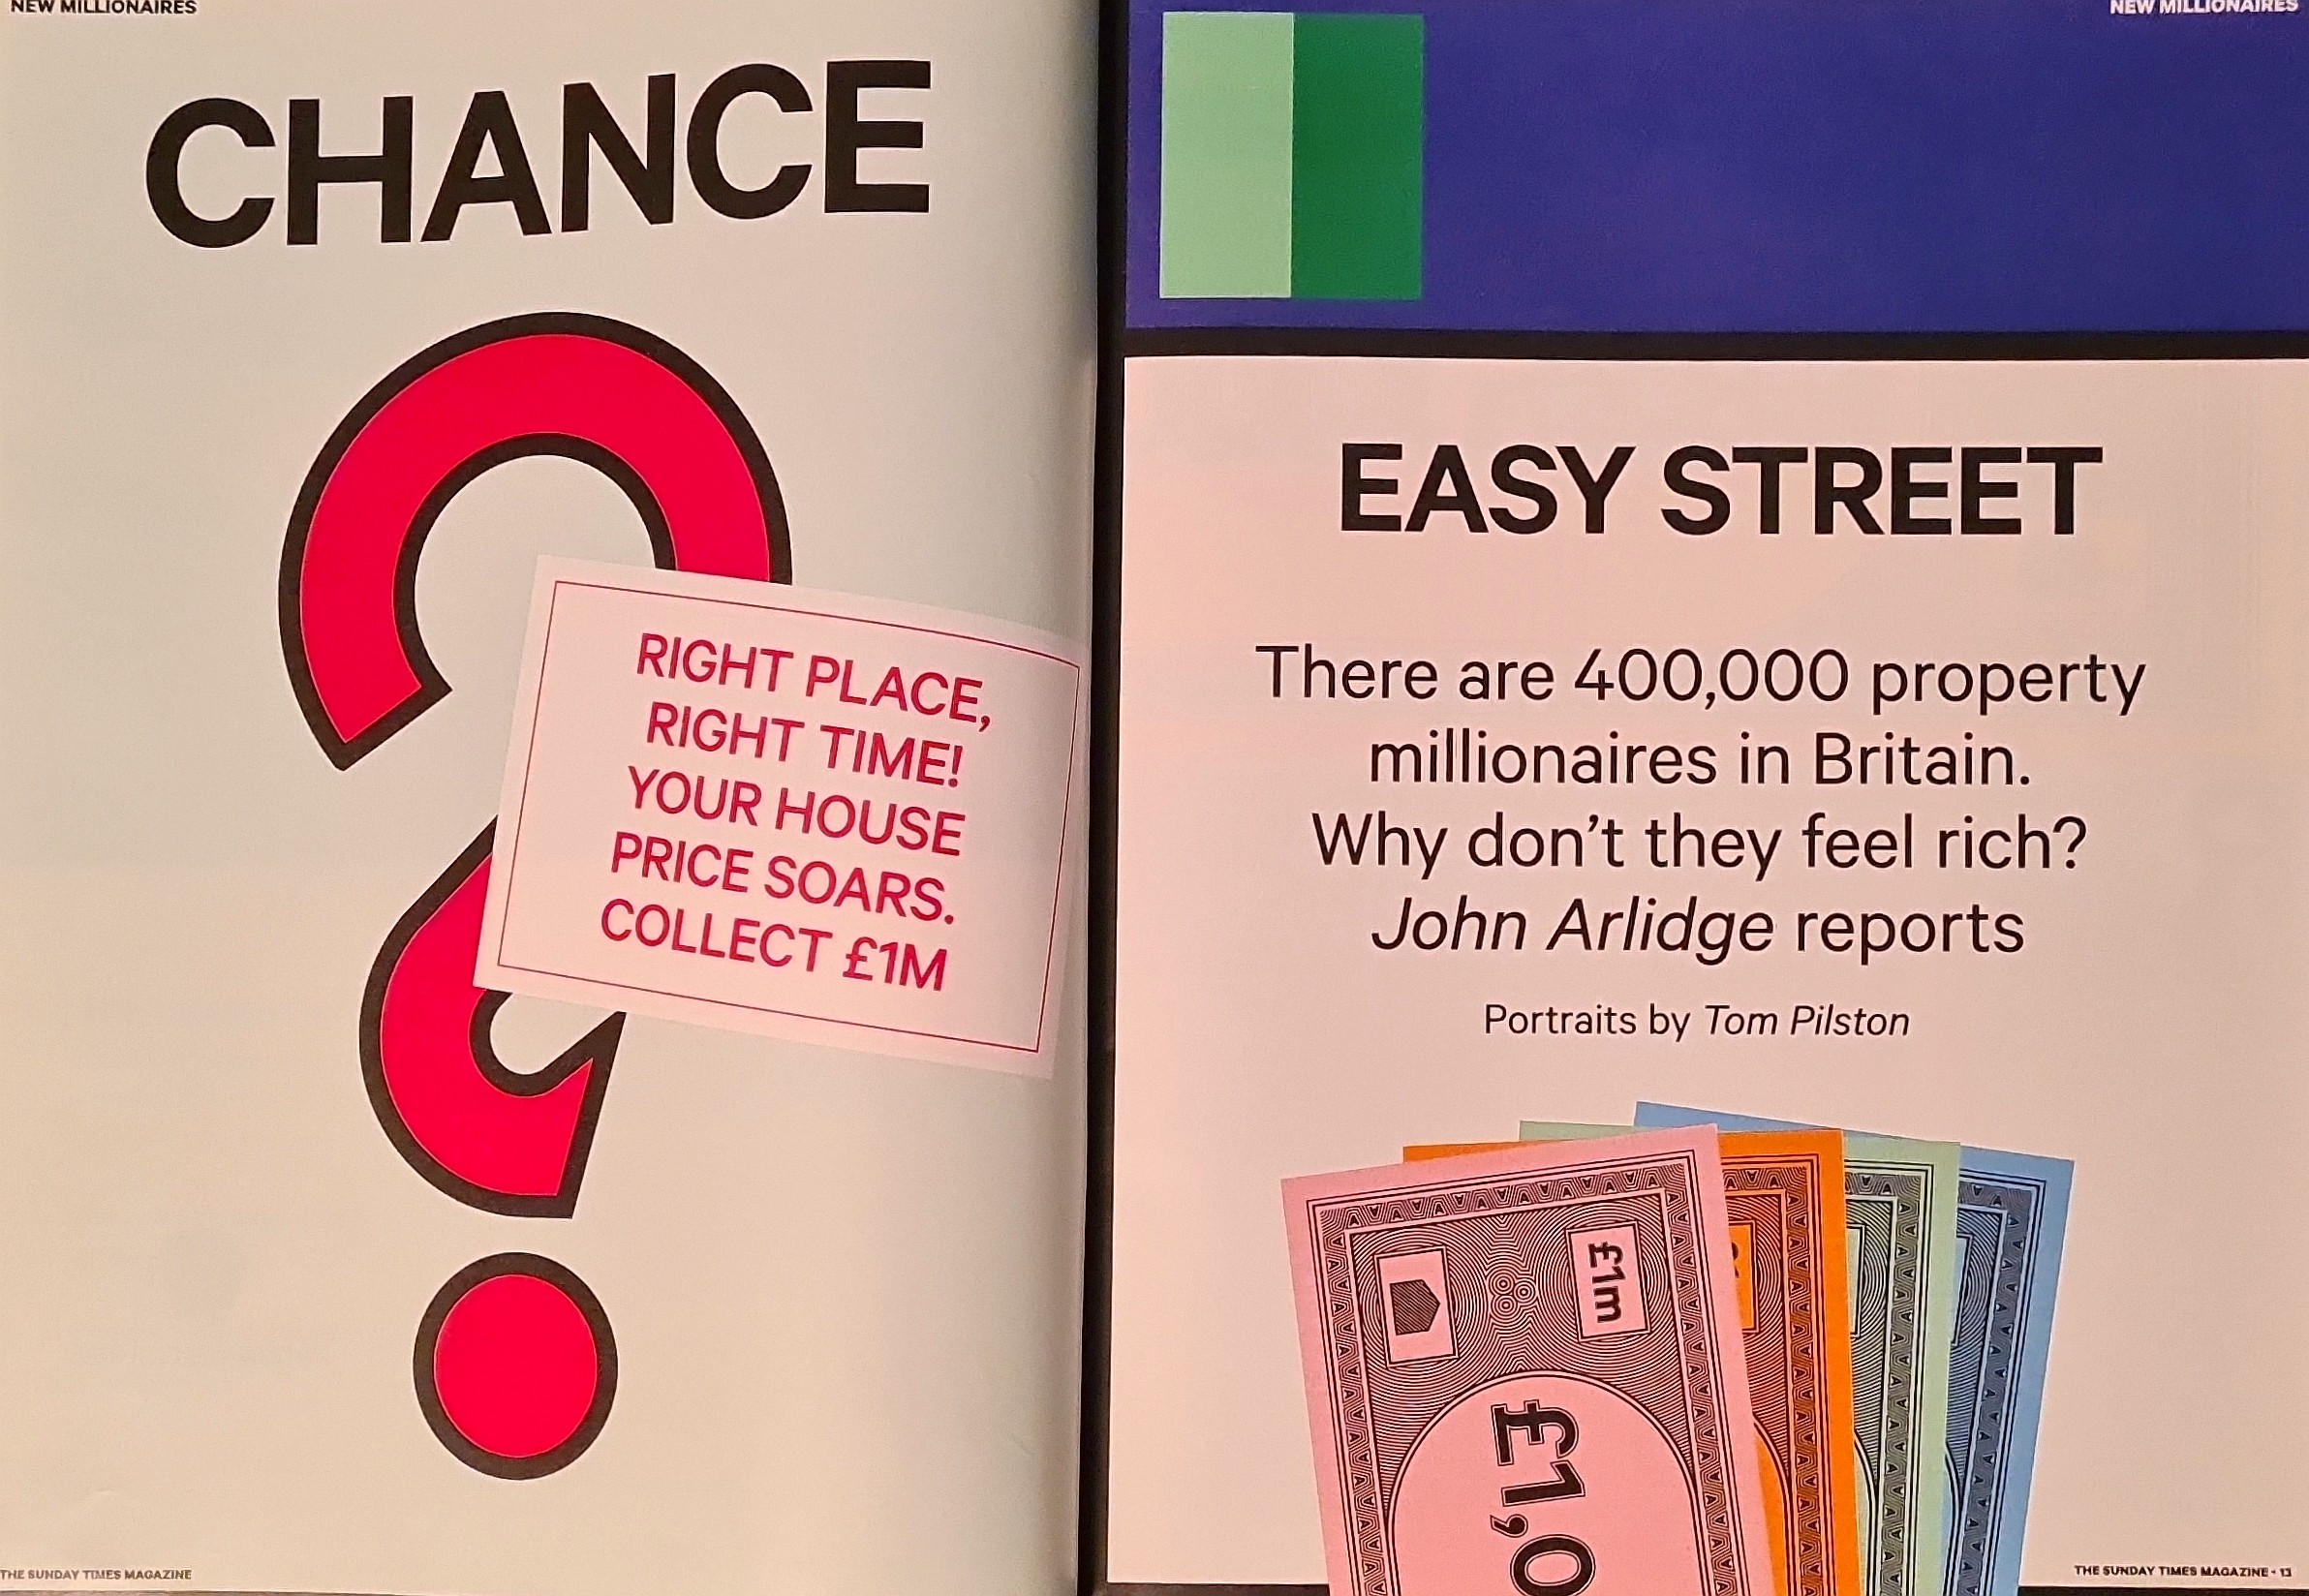 NEW MILLIONAIRES
CHANCE
RIGHT PLACE,
RIGHT TIME!
YOUR HOUSE
PRICE SOARS.
COLLECT £1M
THE SUNDAY TIMES MAGAZINE
NEW MILLIONAIRES
EASY STREET
There are 400,000 property
millionaires in Britain.
Why don't they feel rich?
John Arlidge reports
Portraits by Tom Pilston
£1m
£1,0
THE SUNDAY TIMES MAGAZINE • 13